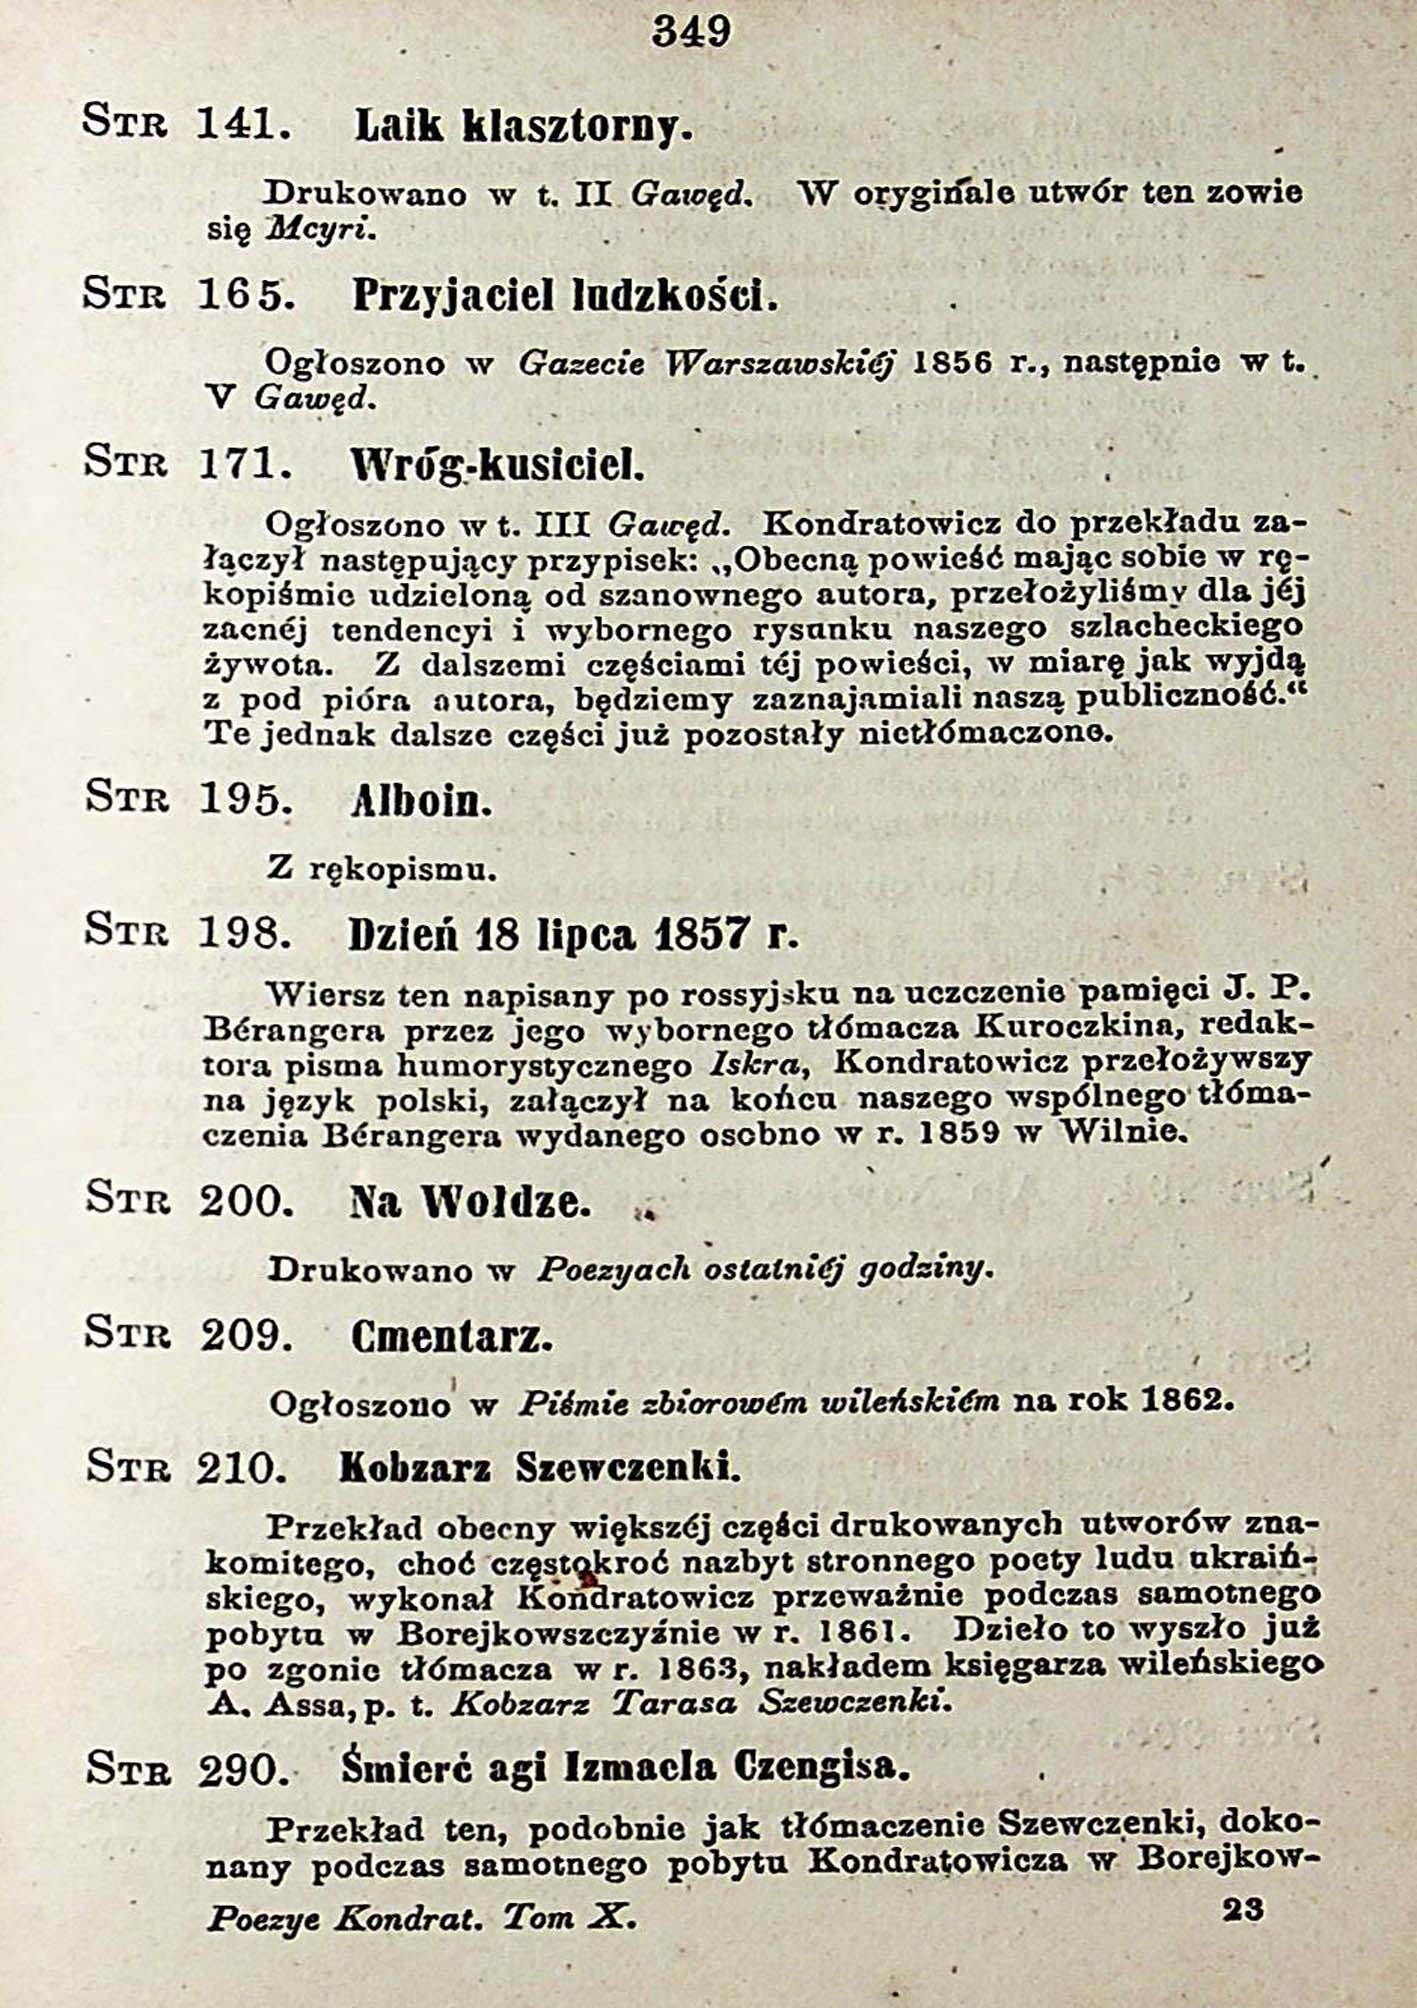 349
STR 141. Laik klasztorny.
Drukowano w t. II Gawęd. W oryginale utwór ten zowie
się Mcyri.
STR 165. Przyjaciel ludzkości.
Ogłoszono w Gazecie Warszawskiéj 1856 r., następnie w t.
V Gawęd.
STR 171. Wróg-kusiciel.
Ogłoszono w t. III Gawęd. Kondratowicz do przekładu za-
łączył następujący przypisek: „Obecną powieść mając sobie w rę-
kopiśmie udzieloną od szanownego autora, przełożyliśmy dla jéj
zacnéj tendencyi i wybornego rysunku naszego szlacheckiego
żywota. Z dalszemi częściami téj powieści, w miarę jak wyjdą
z pod pióra autora, będziemy zaznajamiali naszą publiczność.“
Te jednak dalsze części już pozostały nietłómaczone.
STR 195. Alboin.
Z rękopismu.
STR 198. Dzień 18 lipca 1857 r.
Wiersz ten napisany po rossyjsku na uczczenie pamięci J. P.
Bérangera przez jego wybornego tłómacza Kuroczkina, redak-
tora pisma humorystycznego Iskra, Kondratowicz przełożywszy
na język polski, załączył na końcu naszego wspólnego tłóma-
czenia Bérangera wydanego osobno w r. 1859 w Wilnie.
STR 200. Na Wołdze.
Drukowano w Poezyach ostatniéj godziny.
STR 209. Cmentarz.
Ogłoszono w Piśmie zbiorowém wileńskiém na rok 1862.
STR 210. Kobzarz Szewczenki.
Przekład obecny większéj części drukowanych utworów zna-
komitego, choć częstokroć nazbyt stronnego poety ludu ukraiń-
skiego, wykonał Kondratowicz przeważnie podczas samotnego
pobytu w Borejkowszczyźnie w r. 1861. Dzieło to wyszło już
po zgonie tłómacza w r. 1863, nakładem księgarza wileńskiego
A. Assa, p. t. Kobzarz Tarasa Szewczenki.
STR 290. Śmierć agi Izmaela Czengisa.
Przekład ten, podobnie jak tłómaczenie Szewczenki, doko-
nany podczas samotnego pobytu Kondratowicza w Borejkow-
Poezye Kondrat. Tom X. 23